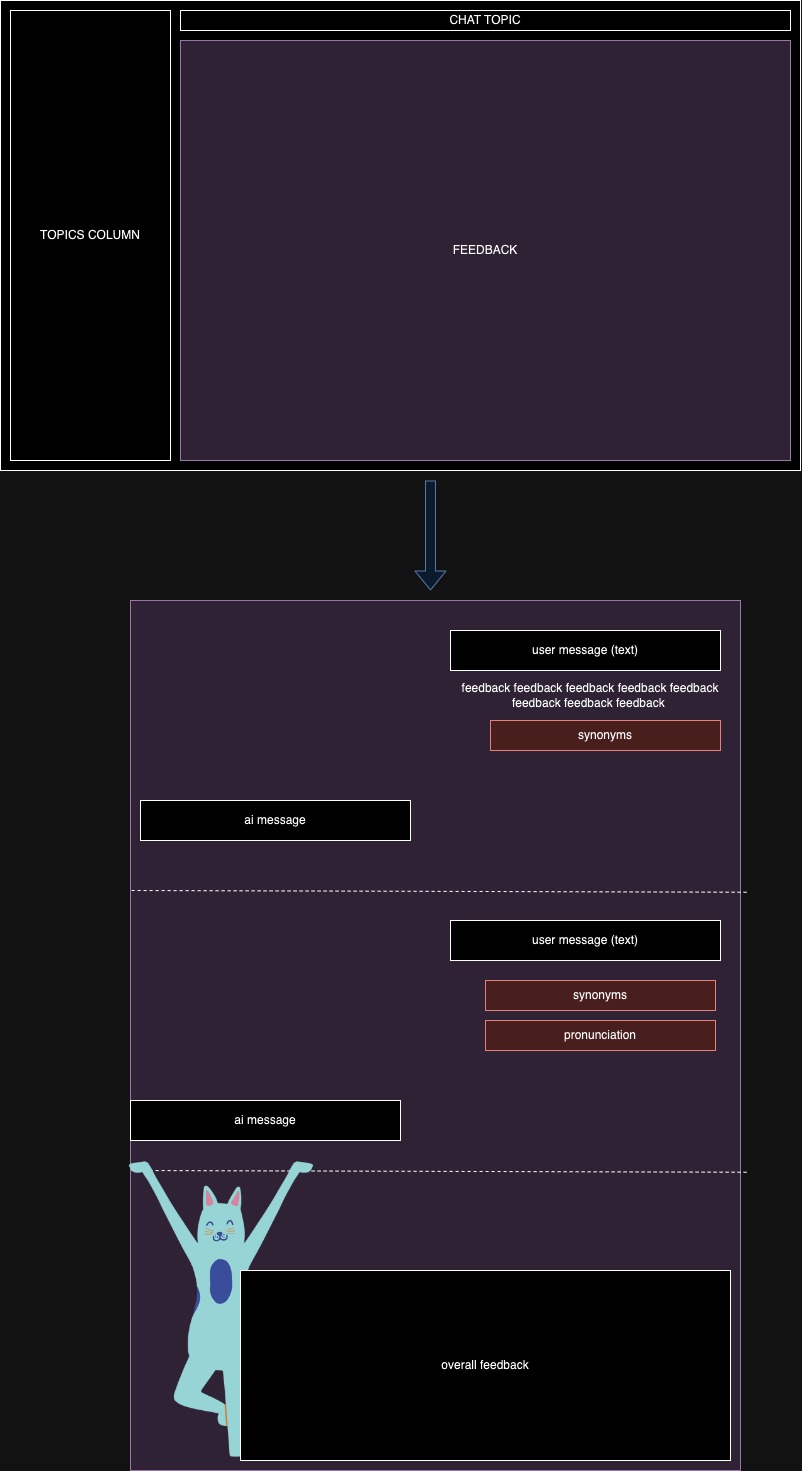 CHAT TOPIC
TOPICS COLUMN
FEEDBACK
user message (text)
feedback feedback feedback feedback feedback
feedback feedback feedback
synonyms
ai message
user message (text)
synonyms
pronunciation
ai message
overall feedback